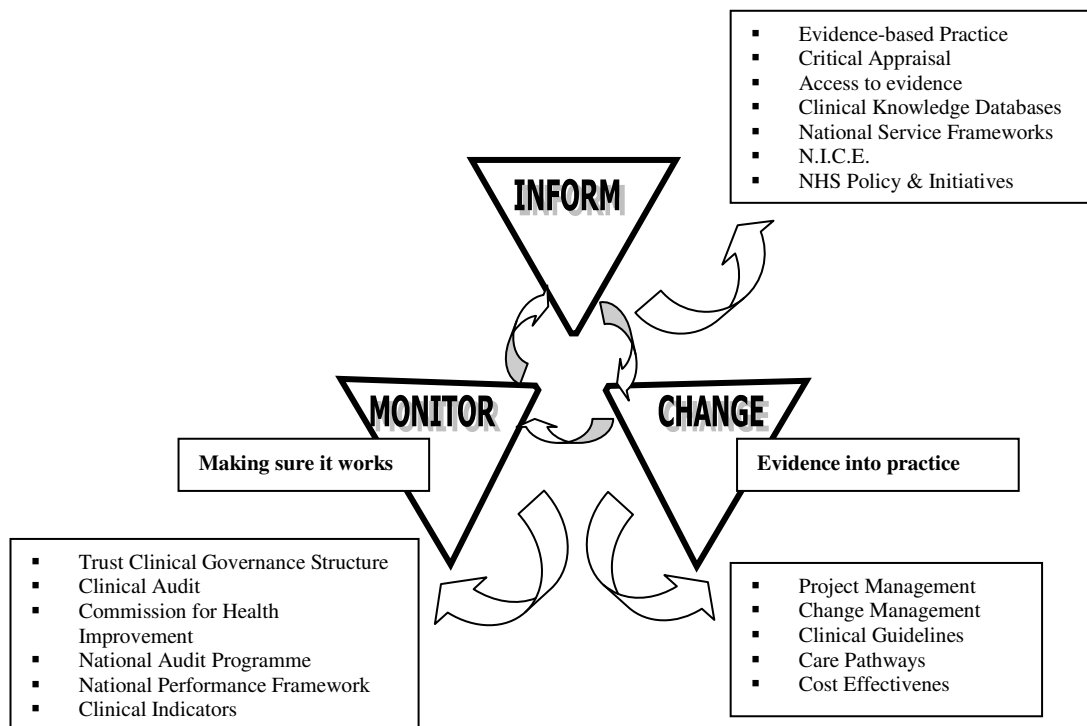 ▪ Evidence-based Practice
▪ Critical Appraisal
▪ Access to evidence
▪ Clinical Knowledge Databases
▪ National Service Frameworks
▪ N.I.C.E.
▪ NHS Policy & Initiatives
INFORM
MONITOR
CHANGE
Making sure it works
Evidence into practice
▪ Trust Clinical Governance Structure
▪ Clinical Audit
▪ Commission for Health
Improvement
▪ National Audit Programme
▪ National Performance Framework
▪ Clinical Indicators
▪ Project Management
▪ Change Management
▪ Clinical Guidelines
▪ Care Pathways
▪ Cost Effectivenes